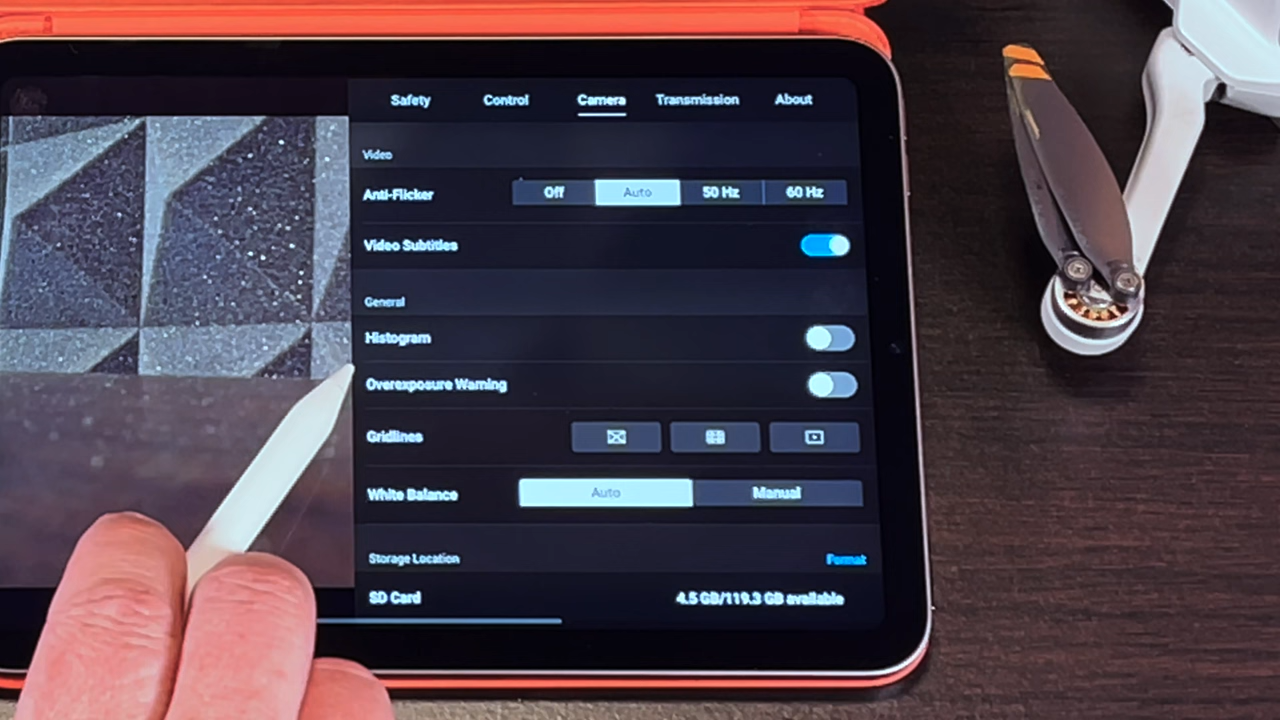 Safety Control Camera Transmission About
Video
Anti-Flicker Off Auto 50 Hz 60 Hz
Video Subtitles
General
Histogram
Overexposure Warning
Gridlines
White Balance Auto Manual
Storage Location Format
SD Card 4.5 GB/119.3 GB available